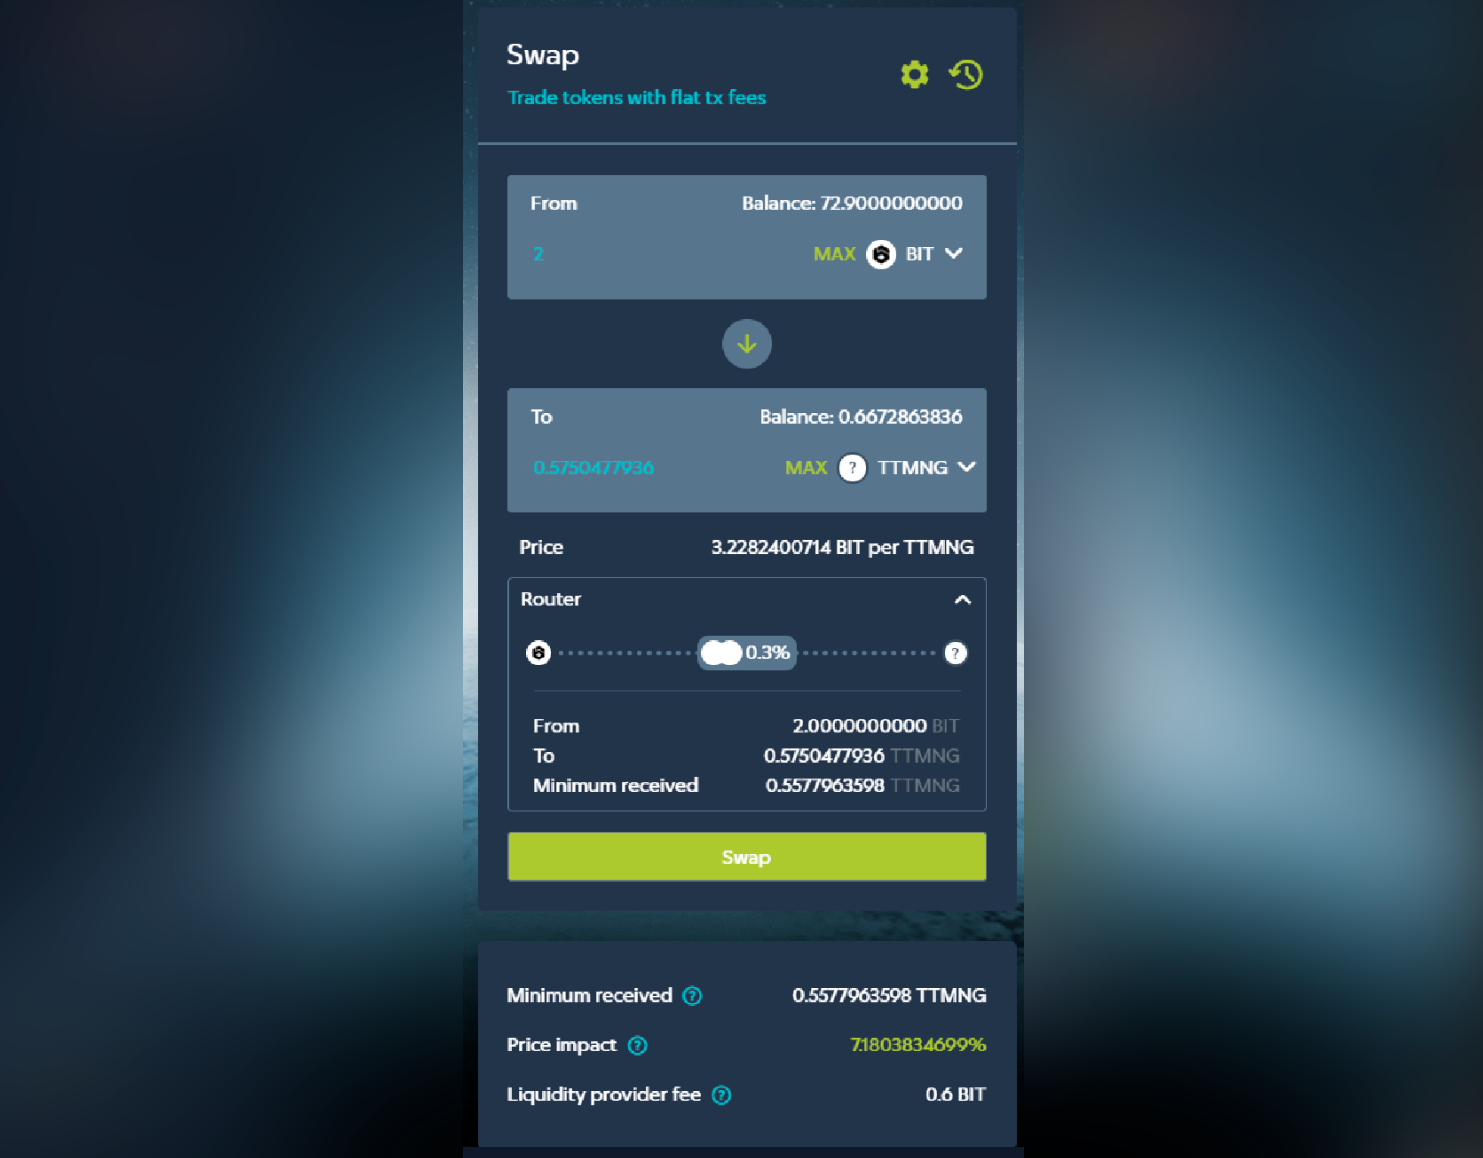 Swap
Trade tokens with flat tx fees
From Balance: 72.9000000000
2 MAX BIT
To Balance: 0.6672863836
0.5750477936 MAX ? TTMNG
Price 3.2282400714 BIT per TTMNG
Router
0.3% ?
From 2.0000000000 BIT
To 0.5750477936 TTMNG
Minimum received 0.5577963598 TTMNG
Swap
Minimum received ? 0.5577963598 TTMNG
Price impact ? 7.1803834699%
Liquidity provider fee ? 0.6 BIT